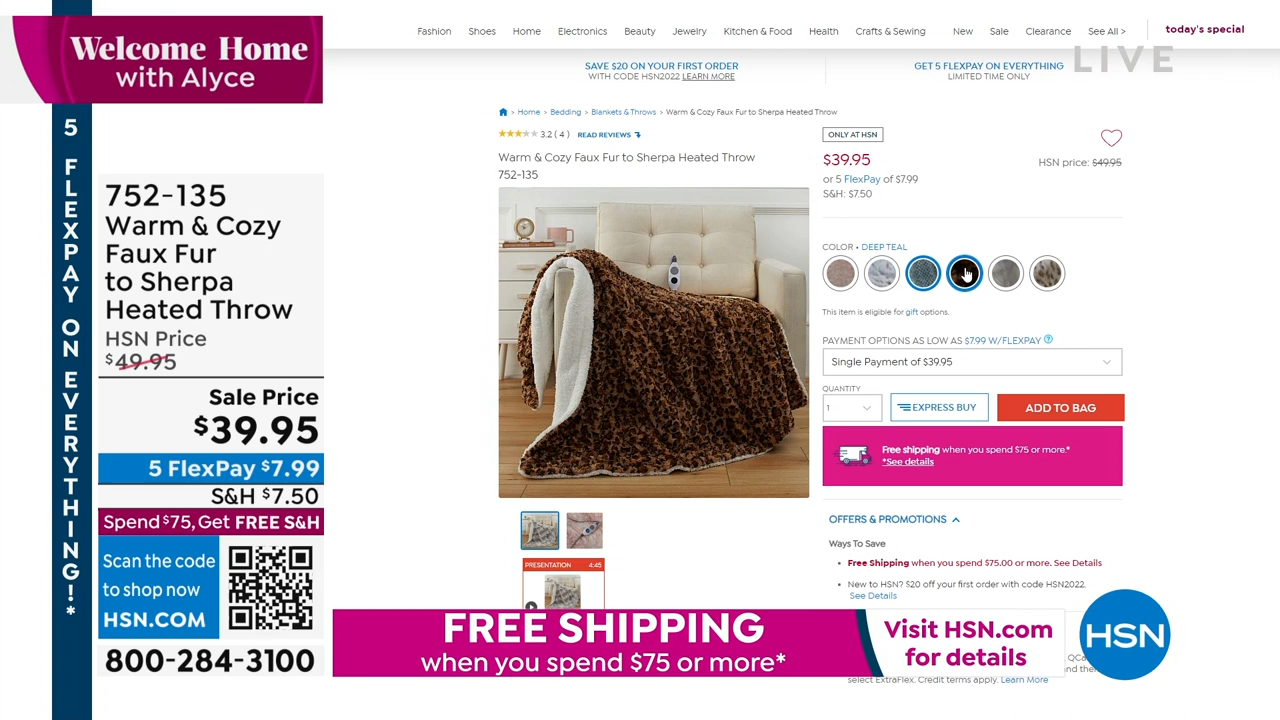 Welcome Home
with Alyce
5 FLEXPAY ON EVERYTHING!*
752-135
Warm & Cozy
Faux Fur
to Sherpa
Heated Throw
HSN Price
$49.95
Sale Price
$39.95
5 FlexPay $7.99
S&H $7.50
Spend $75, Get FREE S&H
Scan the code
to shop now
HSN.COM
800-284-3100
Fashion Shoes Home Electronics Beauty Jewelry Kitchen & Food Health Crafts & Sewing New Sale Clearance See All > today's special
LIVE
SAVE $20 ON YOUR FIRST ORDER
WITH CODE HSN2022 LEARN MORE
GET 5 FLEXPAY ON EVERYTHING
LIMITED TIME ONLY
> Home > Bedding > Blankets & Throws > Warm & Cozy Faux Fur to Sherpa Heated Throw
3.2 ( 4 ) READ REVIEWS
Warm & Cozy Faux Fur to Sherpa Heated Throw
752-135
ONLY AT HSN
$39.95
HSN price: $49.95
or 5 FlexPay of $7.99
S&H: $7.50
COLOR • DEEP TEAL
This item is eligible for gift options.
PAYMENT OPTIONS AS LOW AS $7.99 W/FLEXPAY ?
Single Payment of $39.95
QUANTITY
1
EXPRESS BUY
ADD TO BAG
Free shipping when you spend $75 or more.*
*See details
OFFERS & PROMOTIONS
Ways To Save
• Free Shipping when you spend $75.00 or more. See Details
• New to HSN? $20 off your first order with code HSN2022.
See Details
PRESENTATION 4:45
FREE SHIPPING
when you spend $75 or more*
Visit HSN.com
for details
HSN
select ExtraFlex. Credit terms apply. Learn More